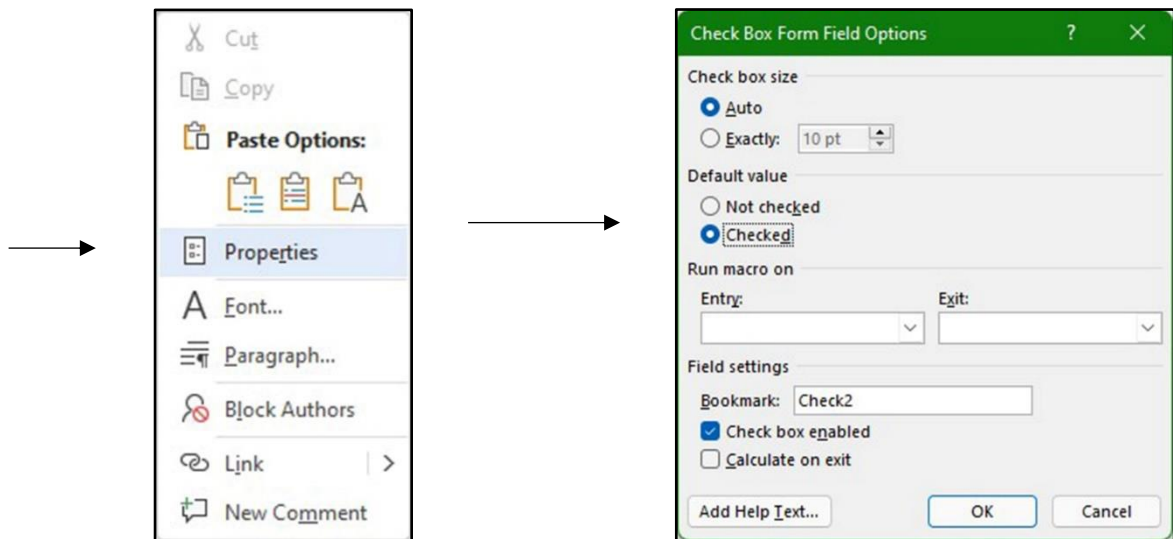 Cut
Copy
Paste Options:
Properties
Font...
Paragraph...
Block Authors
Link
New Comment
Check Box Form Field Options
Check box size
Auto
Exactly: 10 pt
Default value
Not checked
Checked
Run macro on
Entry: Exit:
Field settings
Bookmark: Check2
Check box enabled
Calculate on exit
Add Help Text... OK Cancel